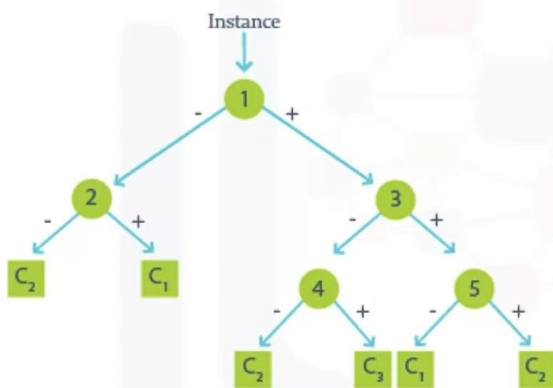 Instance
1
- +
2 3
- + - +
C₂ C₁ 4 5
- + - +
C₂ C₃ C₁ C₂